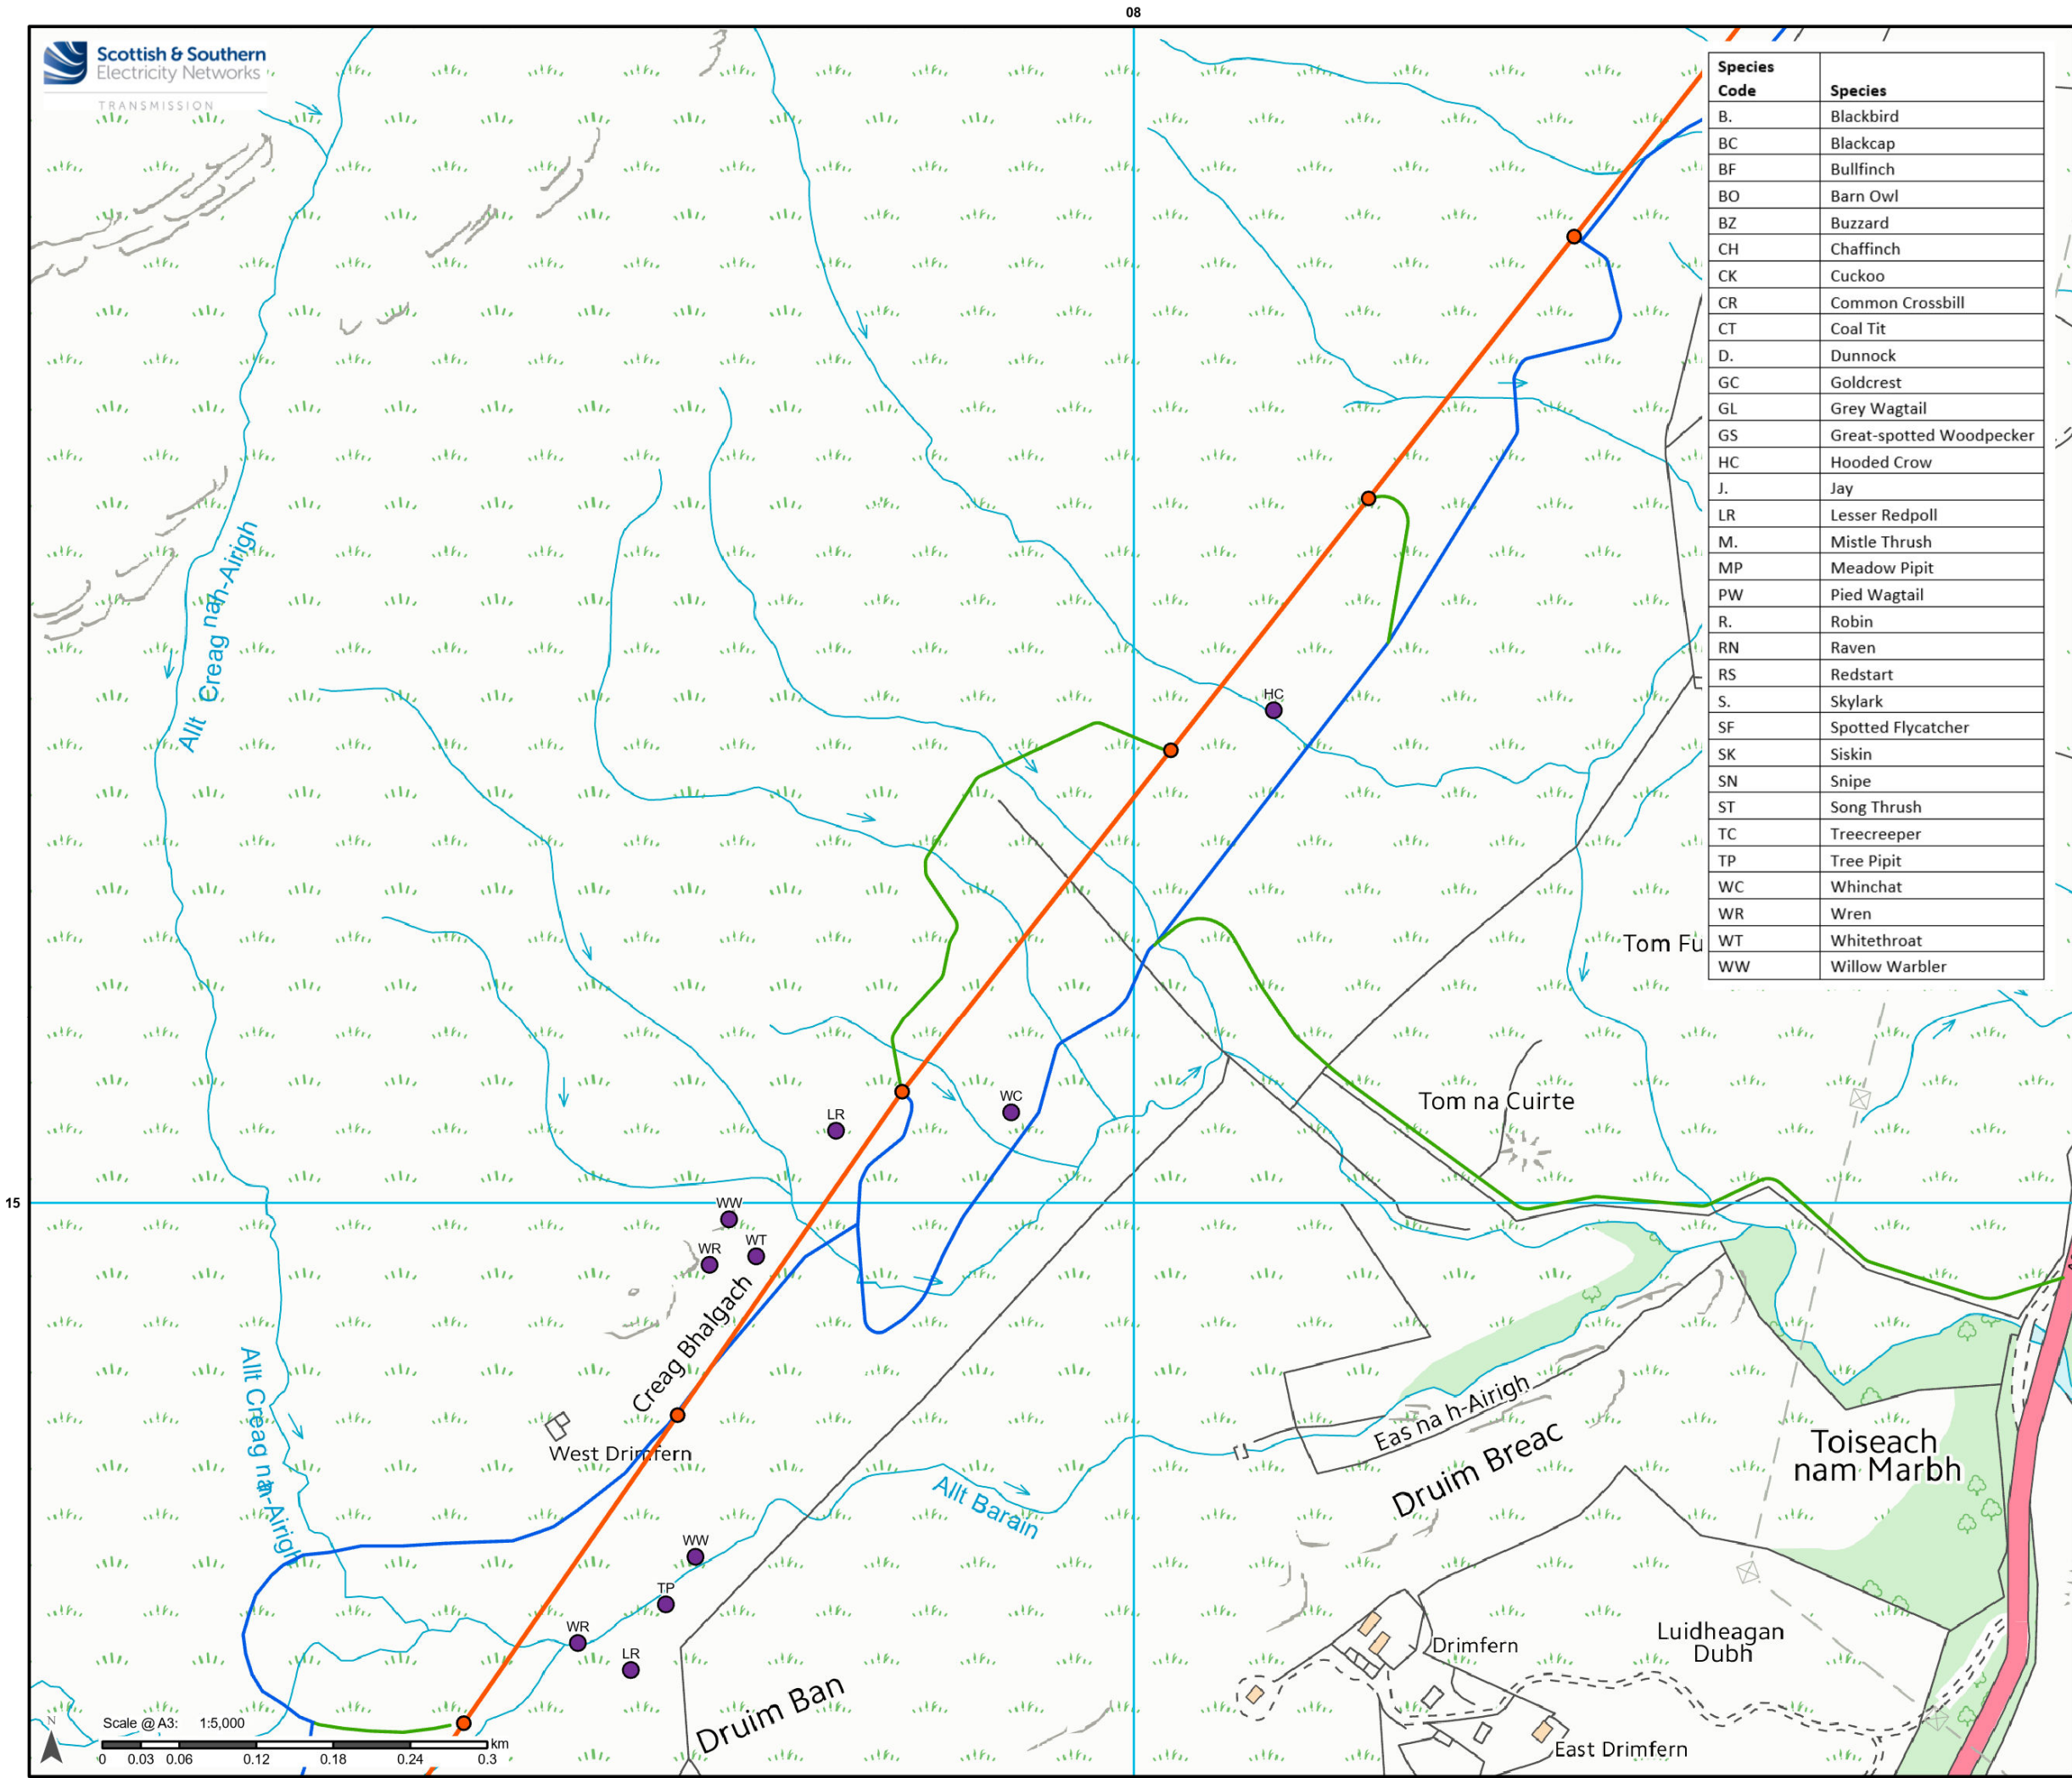 08
Scottish & Southern
Electricity Networks
TRANSMISSION
Species Code Species
B. Blackbird
BC Blackcap
BF Bullfinch
BO Barn Owl
BZ Buzzard
CH Chaffinch
CK Cuckoo
CR Common Crossbill
CT Coal Tit
D. Dunnock
GC Goldcrest
GL Grey Wagtail
GS Great-spotted Woodpecker
HC Hooded Crow
J. Jay
LR Lesser Redpoll
M. Mistle Thrush
MP Meadow Pipit
PW Pied Wagtail
R. Robin
RN Raven
RS Redstart
S. Skylark
SF Spotted Flycatcher
SK Siskin
SN Snipe
ST Song Thrush
TC Treecreeper
TP Tree Pipit
WC Whinchat
WR Wren
WT Whitethroat
WW Willow Warbler
Allt Creag na h-Airigh
HC
Tom Fu
WC
LR
Tom na Cuirte
15
WW
WR
WT
Creag Bhalgach
Allt Creag na h-Airigh
West Drimfern
Eas na h-Airigh
Druim Breac
Toiseach
nam Marbh
Allt Barain
WW
TP
WR
LR
Drimfern
Luidheagan
Dubh
Druim Ban
East Drimfern
N
Scale @A3: 1:5,000
km
0 0.03 0.06 0.12 0.18 0.24 0.3